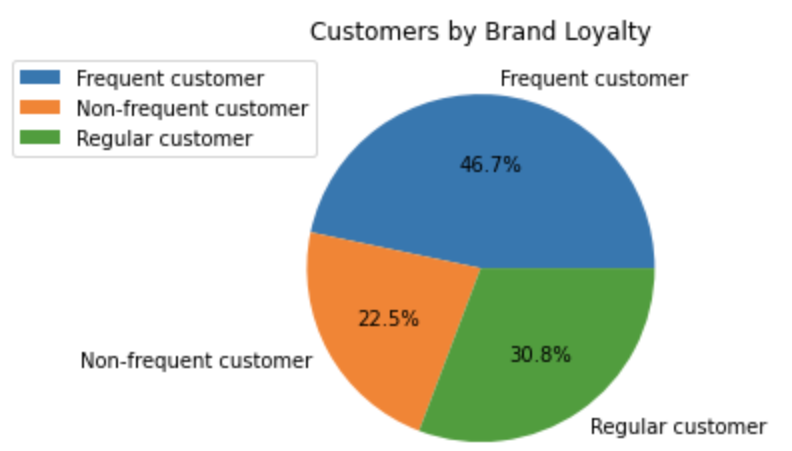 Customers by Brand Loyalty
Frequent customer
Non-frequent customer
Regular customer
Frequent customer
46.7%
22.5%
30.8%
Non-frequent customer
Regular customer